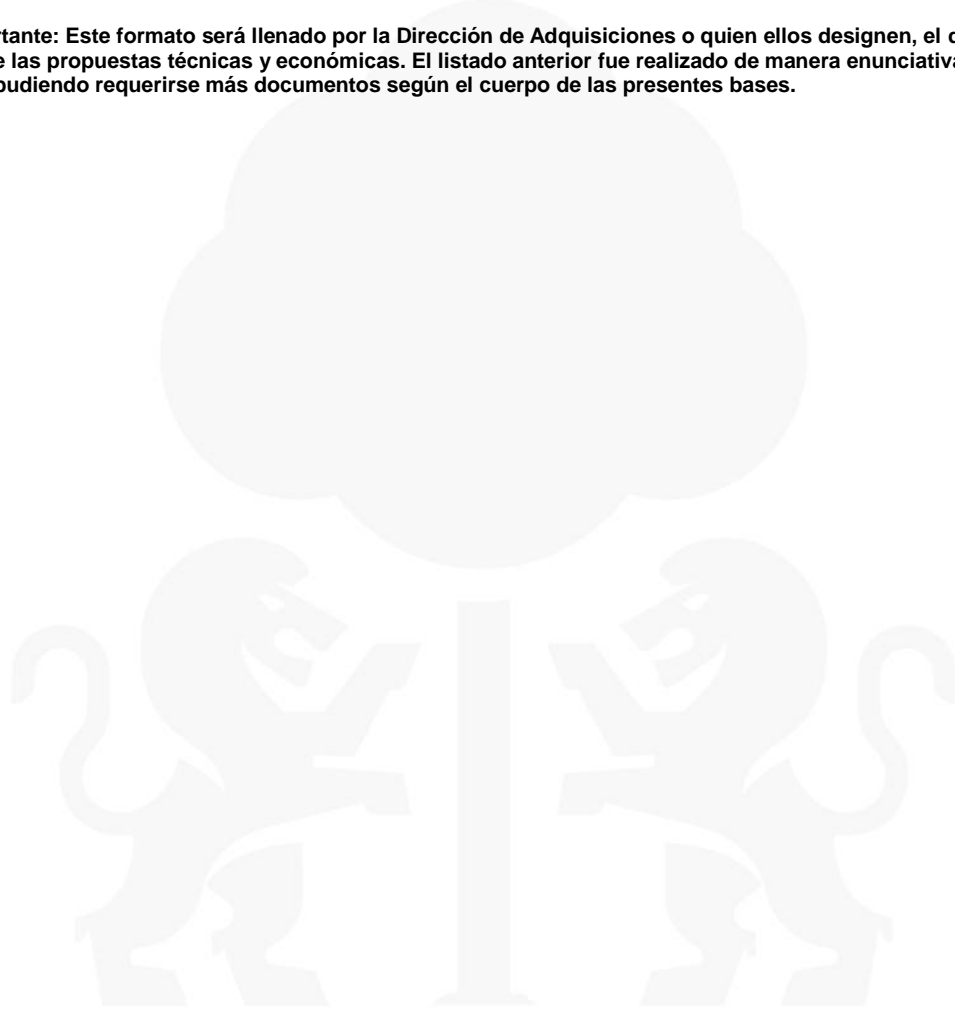 tante: Este formato será llenado por la Dirección de Adquisiciones o quien ellos designen, el
las propuestas técnicas y económicas. El listado anterior fue realizado de manera enunciativa
pudiendo requerirse más documentos según el cuerpo de las presentes bases.